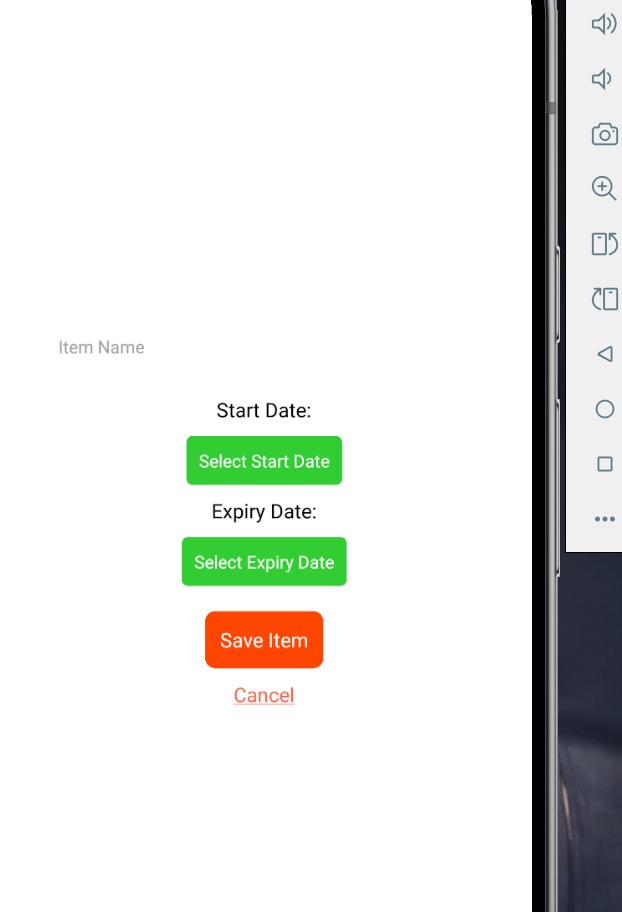 Item Name
Start Date:
Select Start Date
Expiry Date:
Select Expiry Date
Save Item
Cancel